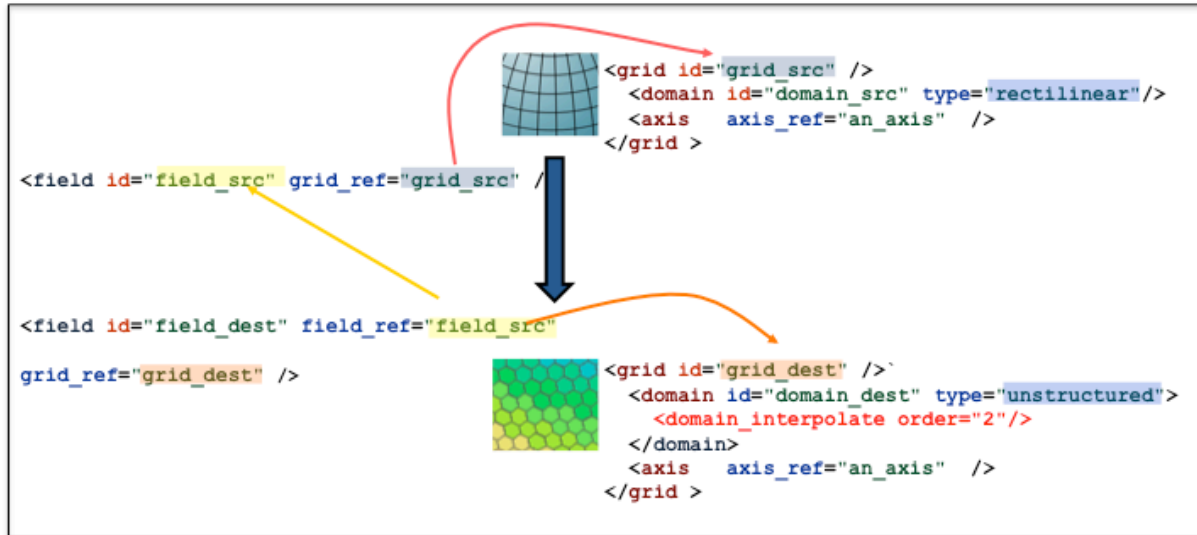 <grid id="grid_src" />
<domain id="domain_src" type="rectilinear"/>
<axis axis_ref="an_axis" />
</grid >
<field id="field_src" grid_ref="grid_src" /
<field id="field_dest" field_ref="field_src"
grid_ref="grid_dest" />
<grid id="grid_dest" />`
<domain id="domain_dest" type="unstructured">
<domain_interpolate order="2"/>
</domain>
<axis axis_ref="an_axis" />
</grid >